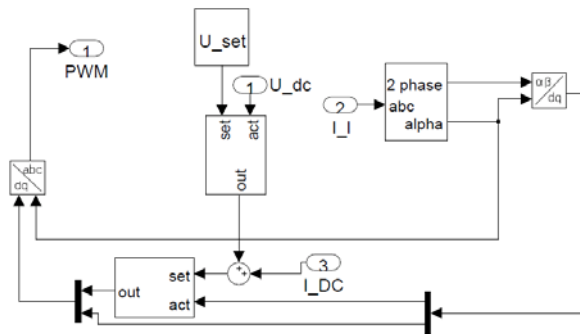 1
PWM
U_set
1
U_dc
set
act
out
2
I_I
2 phase
abc
alpha
αβ
dq
abc
dq
set
out
act
++
3
I_DC